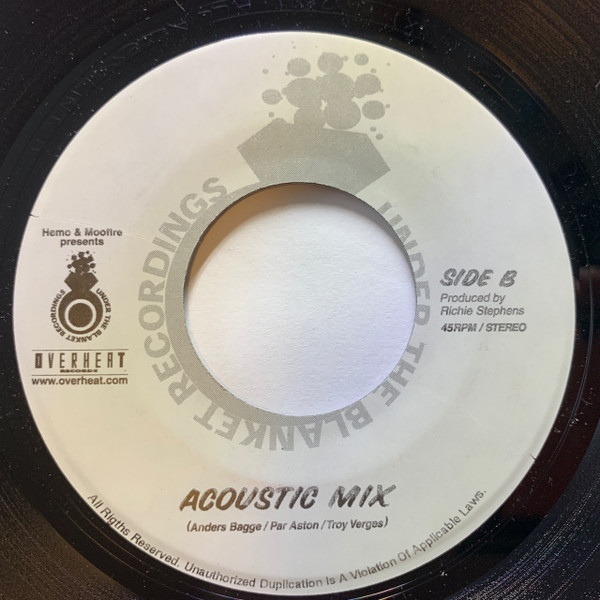 UNDER THE BLANKET RECORDINGS
Hemo & Moofire
presents
UNDER THE BLANKET RECORDINGS
OVERHEAT
RECORDS
www.overheat.com
SIDE B
Produced by
Richie Stephens
45RPM / STEREO
ACOUSTIC MIX
(Anders Bagge / Par Aston / Troy Verges)
All Rigths Reserved. Unauthorized Duplication Is A Violation Of Applicable Laws.